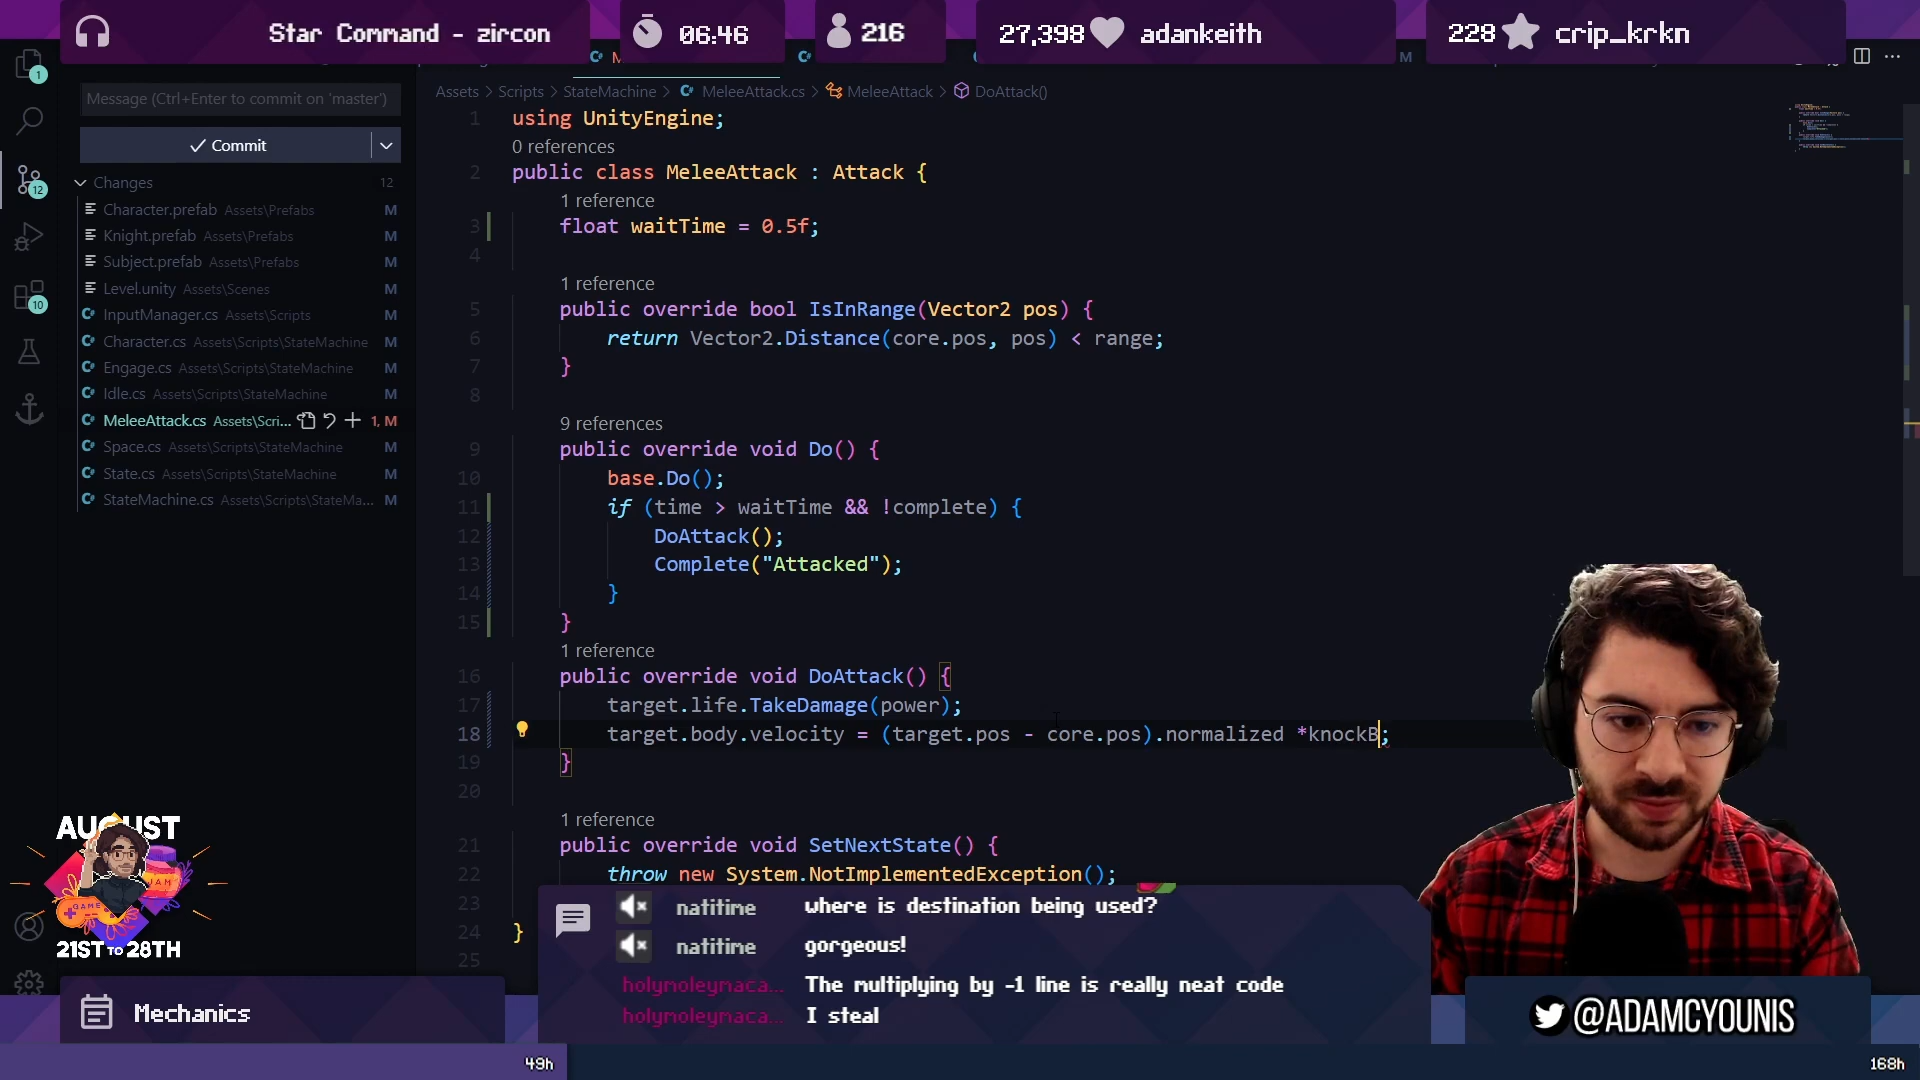 Star Command - zircon
06:46
216
27,398 adankeith
228 crip_krkn
1
Message (Ctrl+Enter to commit on 'master')
Commit
Changes 12
12
Character.prefab Assets\Prefabs M
Knight.prefab Assets\Prefabs M
Subject.prefab Assets\Prefabs M
Level.unity Assets\Scenes M
10
InputManager.cs Assets\Scripts M
Character.cs Assets\Scripts\StateMachine M
Engage.cs Assets\Scripts\StateMachine M
Idle.cs Assets\Scripts\StateMachine M
MeleeAttack.cs Assets\Scri... 1, M
Space.cs Assets\Scripts\StateMachine M
State.cs Assets\Scripts\StateMachine M
StateMachine.cs Assets\Scripts\StateMa... M
M
Assets > Scripts > StateMachine > MeleeAttack.cs > MeleeAttack > DoAttack()
1 using UnityEngine;
0 references
2 public class MeleeAttack : Attack {
1 reference
3 float waitTime = 0.5f;
4
1 reference
5 public override bool IsInRange(Vector2 pos) {
6 return Vector2.Distance(core.pos, pos) < range;
7 }
8
9 references
9 public override void Do() {
10 base.Do();
11 if (time > waitTime && !complete) {
12 DoAttack();
13 Complete("Attacked");
14 }
15 }
1 reference
16 public override void DoAttack() {
17 target.life.TakeDamage(power);
18 target.body.velocity = (target.pos - core.pos).normalized *knockB;
19 }
20
1 reference
21 public override void SetNextState() {
22 throw new System.NotImplementedException();
23
24 }
25
natitime where is destination being used?
natitime gorgeous!
holymoleymaca... The multiplying by -1 line is really neat code
holymoleymaca... I steal
AUGUST
GAME JAM
21ST TO 28TH
Mechanics
49h
@ADAMCYOUNIS
168h